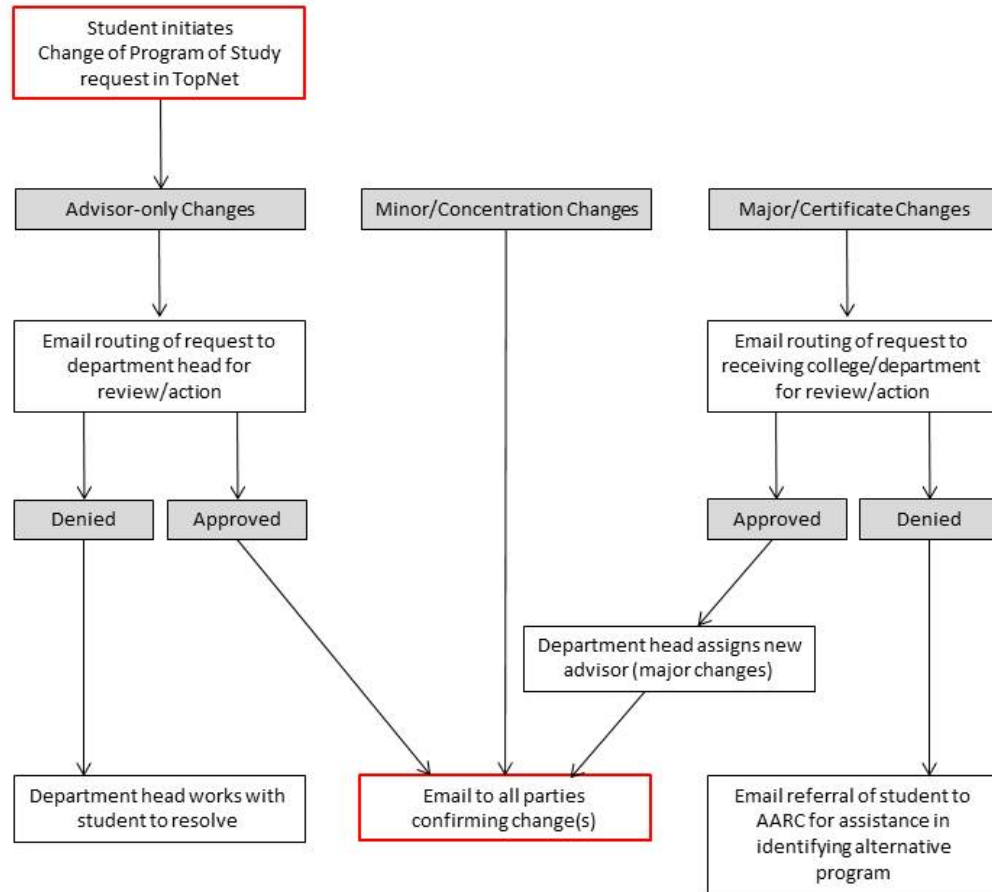 Student initiates
Change of Program of Study
request in TopNet
Advisor-only Changes
Minor/Concentration Changes
Major/Certificate Changes
Email routing of request to
department head for
review/action
Email routing of request to
receiving college/department
for review/action
Denied
Approved
Approved
Denied
Department head assigns new
advisor (major changes)
Department head works with
student to resolve
Email to all parties
confirming change(s)
Email referral of student to
AARC for assistance in
identifying alternative
program